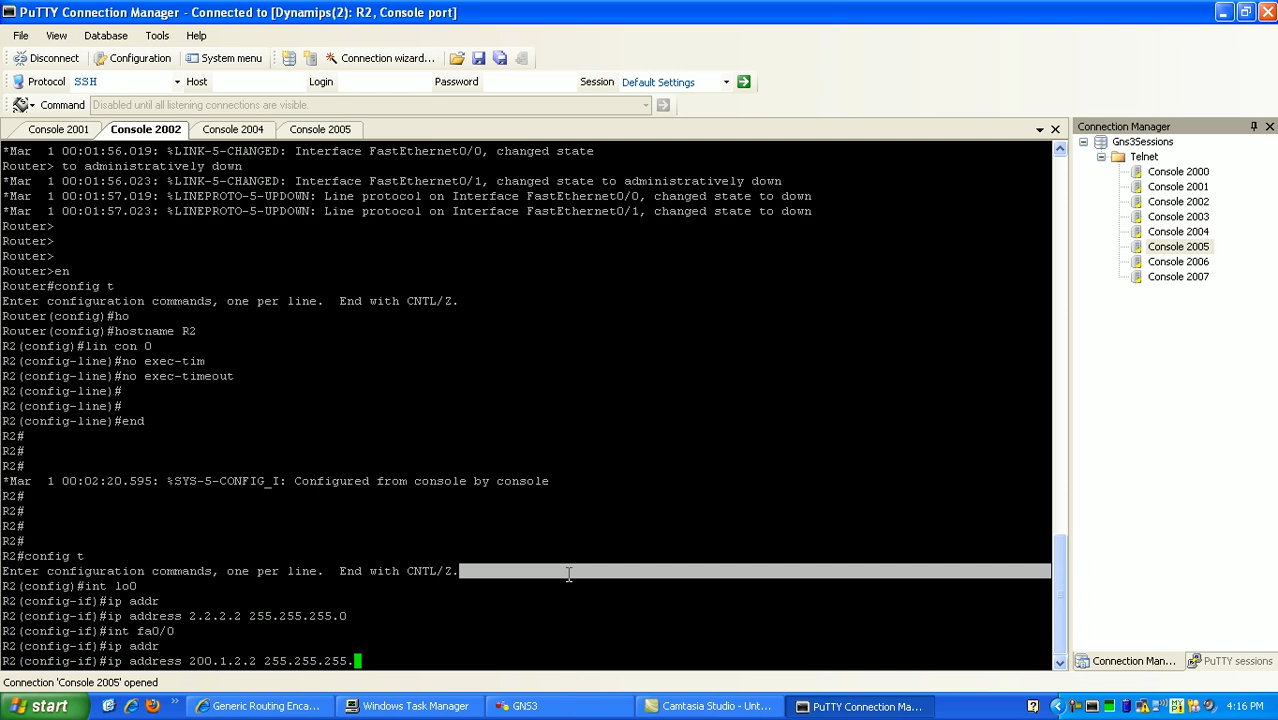 PuTTY Connection Manager - Connected to [Dynamips(2): R2, Console port]
File View Database Tools Help
Disconnect Configuration System menu Connection wizard...
Protocol SSH Host Login Password Session Default Settings
Command Disabled until all listening connections are visible.
Console 2001 Console 2002 Console 2004 Console 2005
*Mar  1 00:01:56.019: %LINK-5-CHANGED: Interface FastEthernet0/0, changed state
Router> to administratively down
*Mar  1 00:01:56.023: %LINK-5-CHANGED: Interface FastEthernet0/1, changed state to administratively down
*Mar  1 00:01:57.019: %LINEPROTO-5-UPDOWN: Line protocol on Interface FastEthernet0/0, changed state to down
*Mar  1 00:01:57.023: %LINEPROTO-5-UPDOWN: Line protocol on Interface FastEthernet0/1, changed state to down
Router>
Router>
Router>
Router>en
Router#config t
Enter configuration commands, one per line.  End with CNTL/Z.
Router(config)#ho
Router(config)#hostname R2
R2(config)#lin con 0
R2(config-line)#no exec-tim
R2(config-line)#no exec-timeout
R2(config-line)#
R2(config-line)#
R2(config-line)#end
R2#
R2#
R2#
*Mar  1 00:02:20.595: %SYS-5-CONFIG_I: Configured from console by console
R2#
R2#
R2#
R2#
R2#config t
Enter configuration commands, one per line.  End with CNTL/Z.
R2(config)#int lo0
R2(config-if)#ip addr
R2(config-if)#ip address 2.2.2.2 255.255.255.0
R2(config-if)#int fa0/0
R2(config-if)#ip addr
R2(config-if)#ip address 200.1.2.2 255.255.255.
Connection Manager
Gns3Sessions
Telnet
Console 2000
Console 2001
Console 2002
Console 2003
Console 2004
Console 2005
Console 2006
Console 2007
Connection Man... PuTTY sessions
Connection 'Console 2005' opened
start Generic Routing Enca... Windows Task Manager GNS3 Camtasia Studio - Unt... PuTTY Connection Ma... 4:16 PM